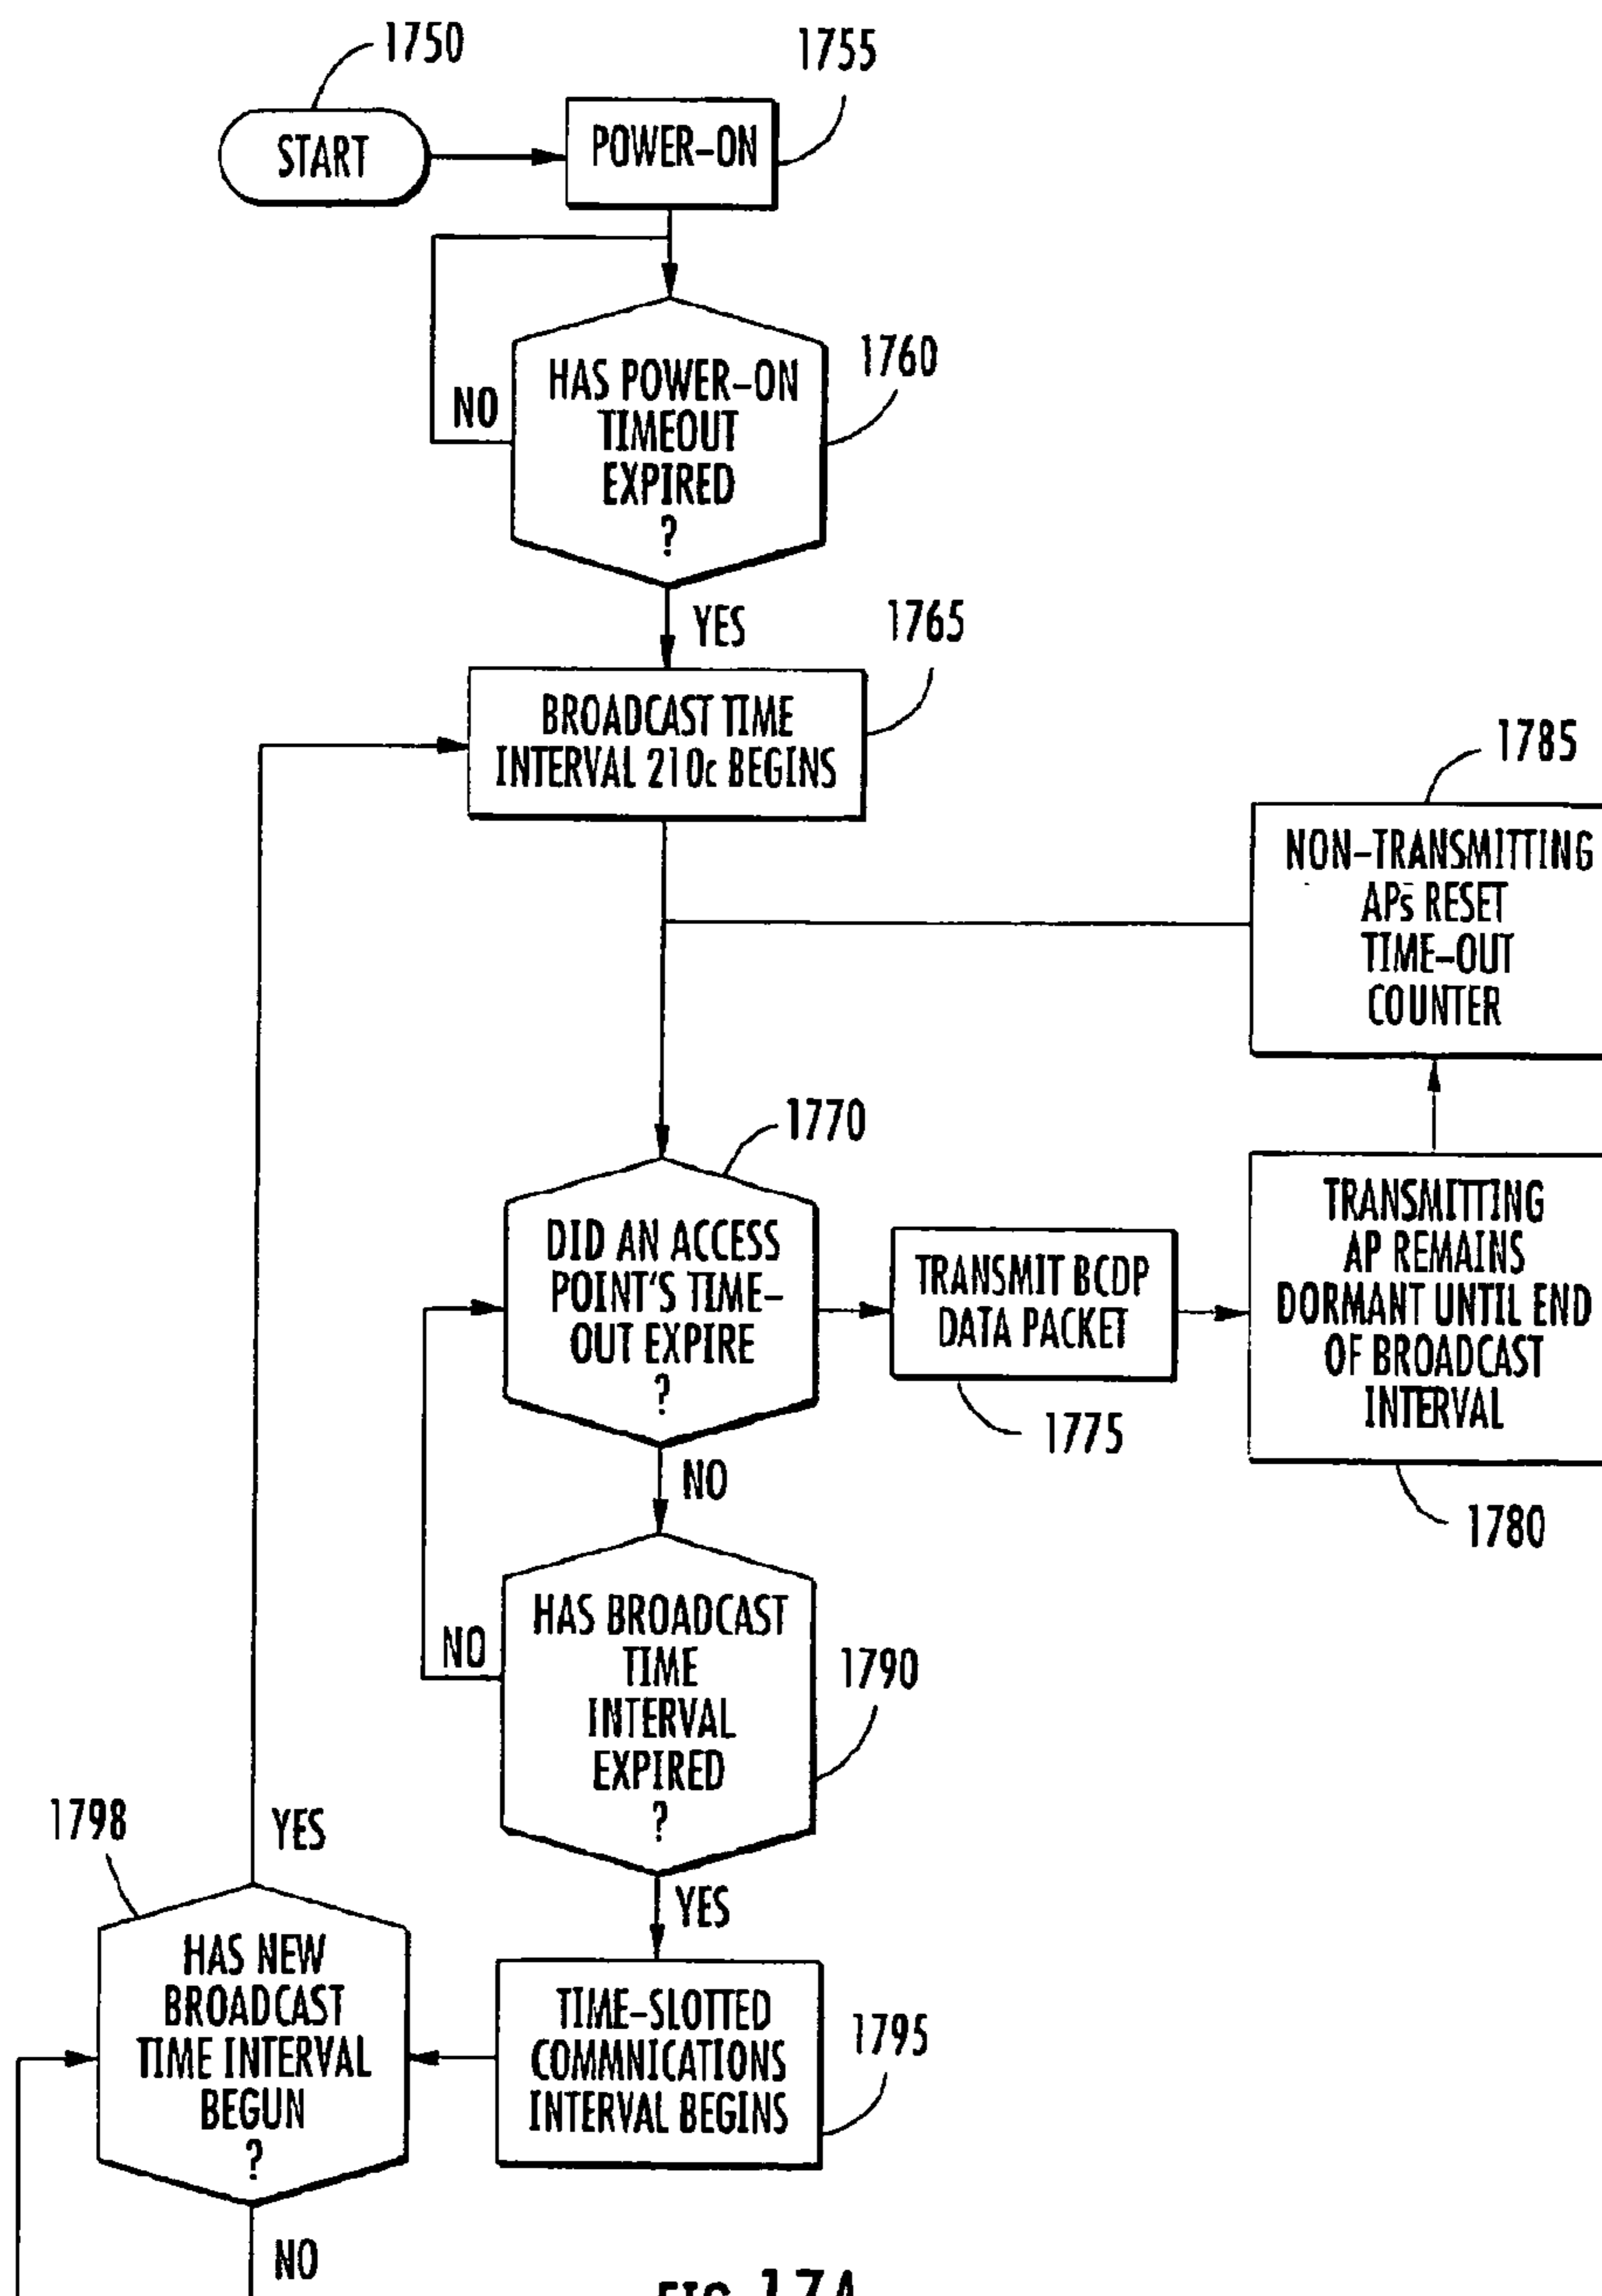 1750
1755
START
POWER-ON
1760
HAS POWER-ON
TIMEOUT
EXPIRED
?
NO
YES
1765
BROADCAST TIME
INTERVAL 210c BEGINS
1785
NON-TRANSMITTING
APs RESET
TIME-OUT
COUNTER
1770
DID AN ACCESS
POINT'S TIME-
OUT EXPIRE
?
TRANSMIT BCDP
DATA PACKET
1775
TRANSMITTING
AP REMAINS
DORMANT UNTIL END
OF BROADCAST
INTERVAL
1780
NO
HAS BROADCAST
TIME
INTERVAL
EXPIRED
?
NO
1790
YES
1798
YES
HAS NEW
BROADCAST
TIME INTERVAL
BEGUN
?
TIME-SLOTTED
COMMNICATIONS
INTERVAL BEGINS
1795
NO
FIG. 17A